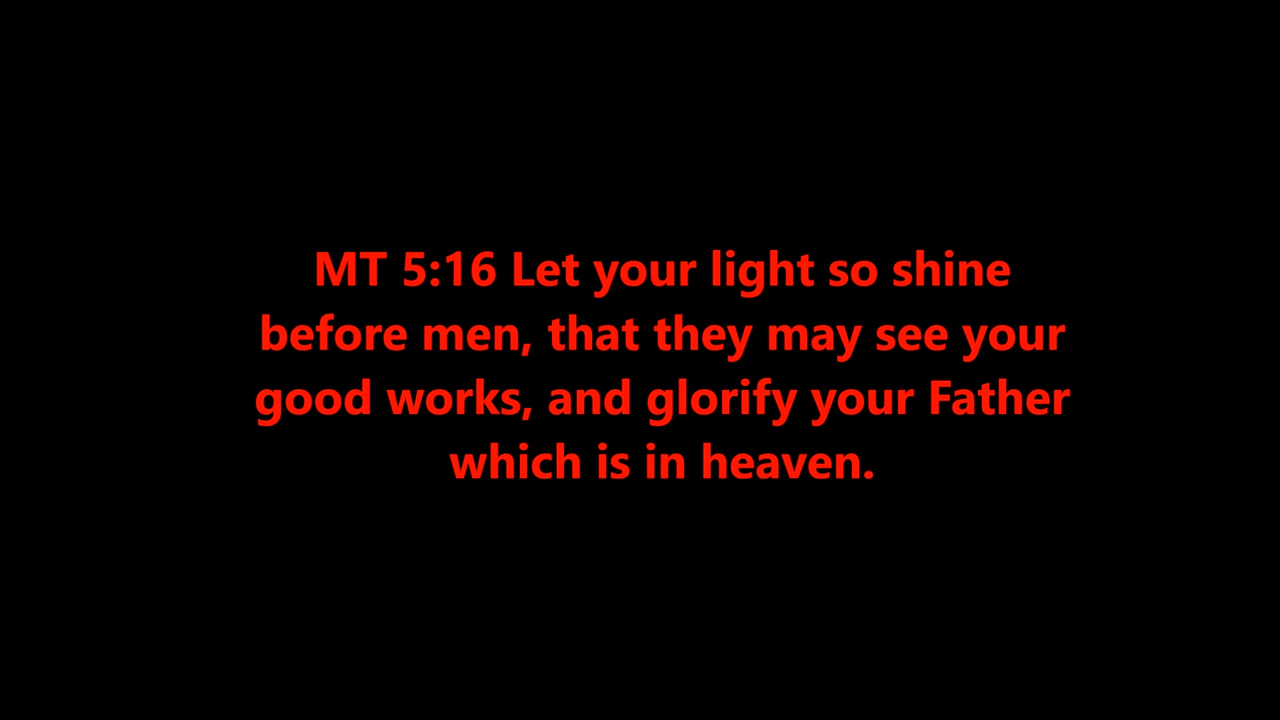 MT 5:16 Let your light so shine
before men, that they may see your
good works, and glorify your Father
which is in heaven.